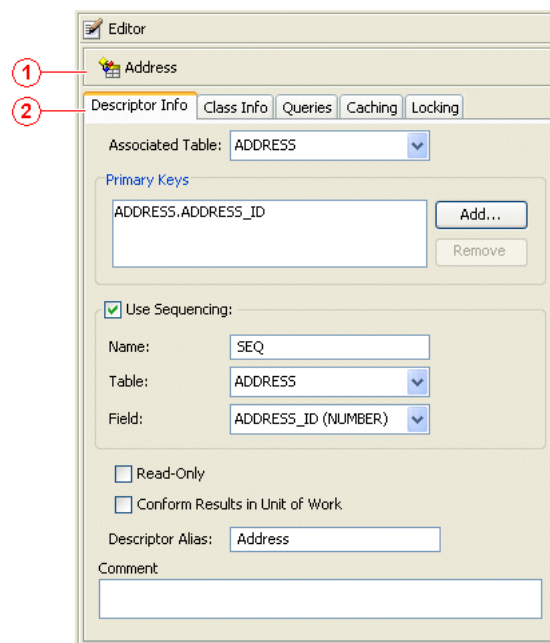 Editor
1 Address
2 Descriptor Info Class Info Queries Caching Locking
Associated Table: ADDRESS
Primary Keys
ADDRESS.ADDRESS_ID Add...
Remove
Use Sequencing:
Name: SEQ
Table: ADDRESS
Field: ADDRESS_ID (NUMBER)
Read-Only
Conform Results in Unit of Work
Descriptor Alias: Address
Comment